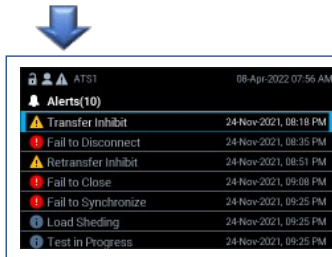 ATS1 08-Apr-2022 07:56 AM
Alerts(10)
Transfer Inhibit 24-Nov-2021, 08:18 PM
Fail to Disconnect 24-Nov-2021, 08:35 PM
Retransfer Inhibit 24-Nov-2021, 08:51 PM
Fail to Close 24-Nov-2021, 09:08 PM
Fail to Synchronize 24-Nov-2021, 09:25 PM
Load Sheding 24-Nov-2021, 09:25 PM
Test in Progress 24-Nov-2021, 09:25 PM